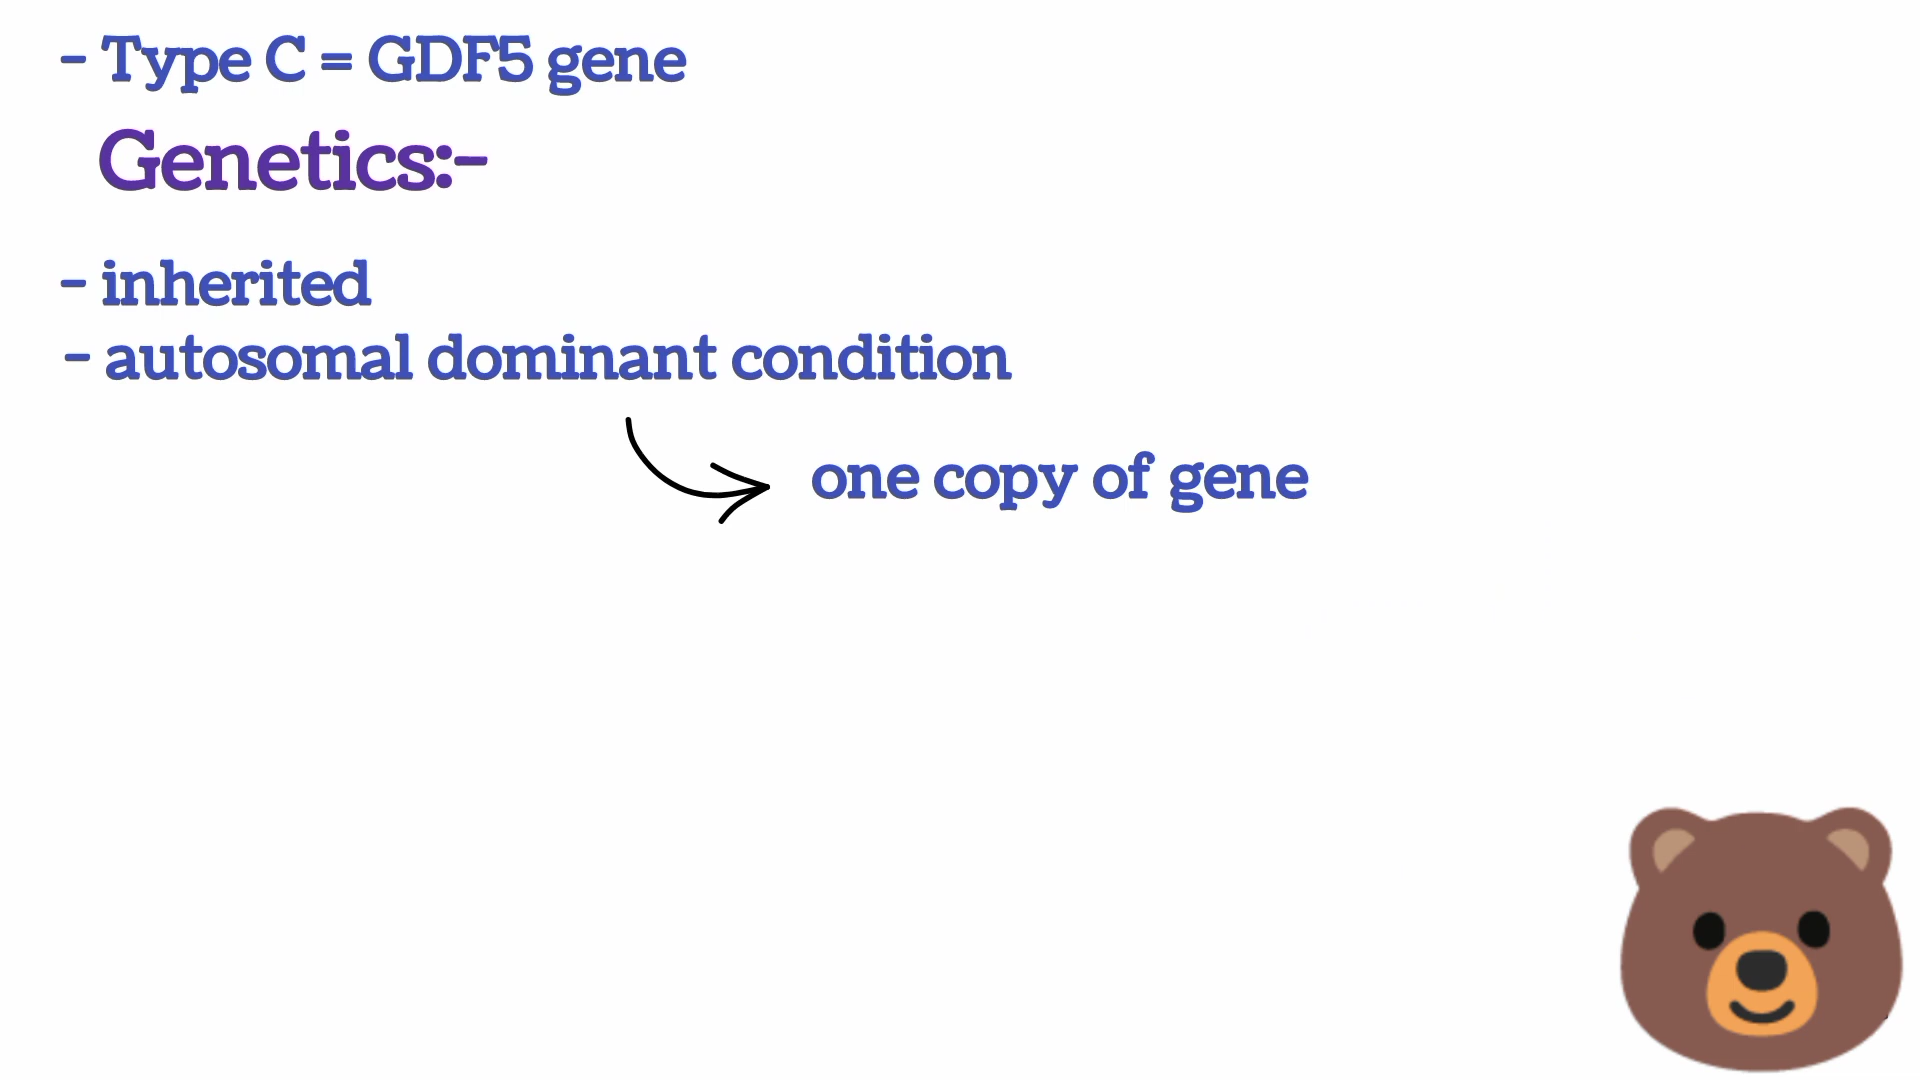 - Type C = GDF5 gene
Genetics:-
- inherited
- autosomal dominant condition
one copy of gene